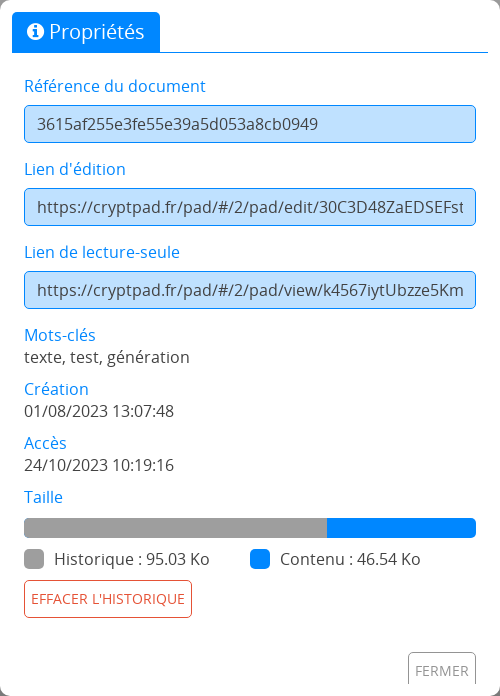 Propriétés
Référence du document
3615af255e3fe55e39a5d053a8cb0949
Lien d'édition
https://cryptpad.fr/pad/#/2/pad/edit/30C3D48ZaEDSEFst
Lien de lecture-seule
https://cryptpad.fr/pad/#/2/pad/view/k4567iytUbzze5Km
Mots-clés
texte, test, génération
Création
01/08/2023 13:07:48
Accès
24/10/2023 10:19:16
Taille
Historique : 95.03 Ko Contenu : 46.54 Ko
EFFACER L'HISTORIQUE
FERMER